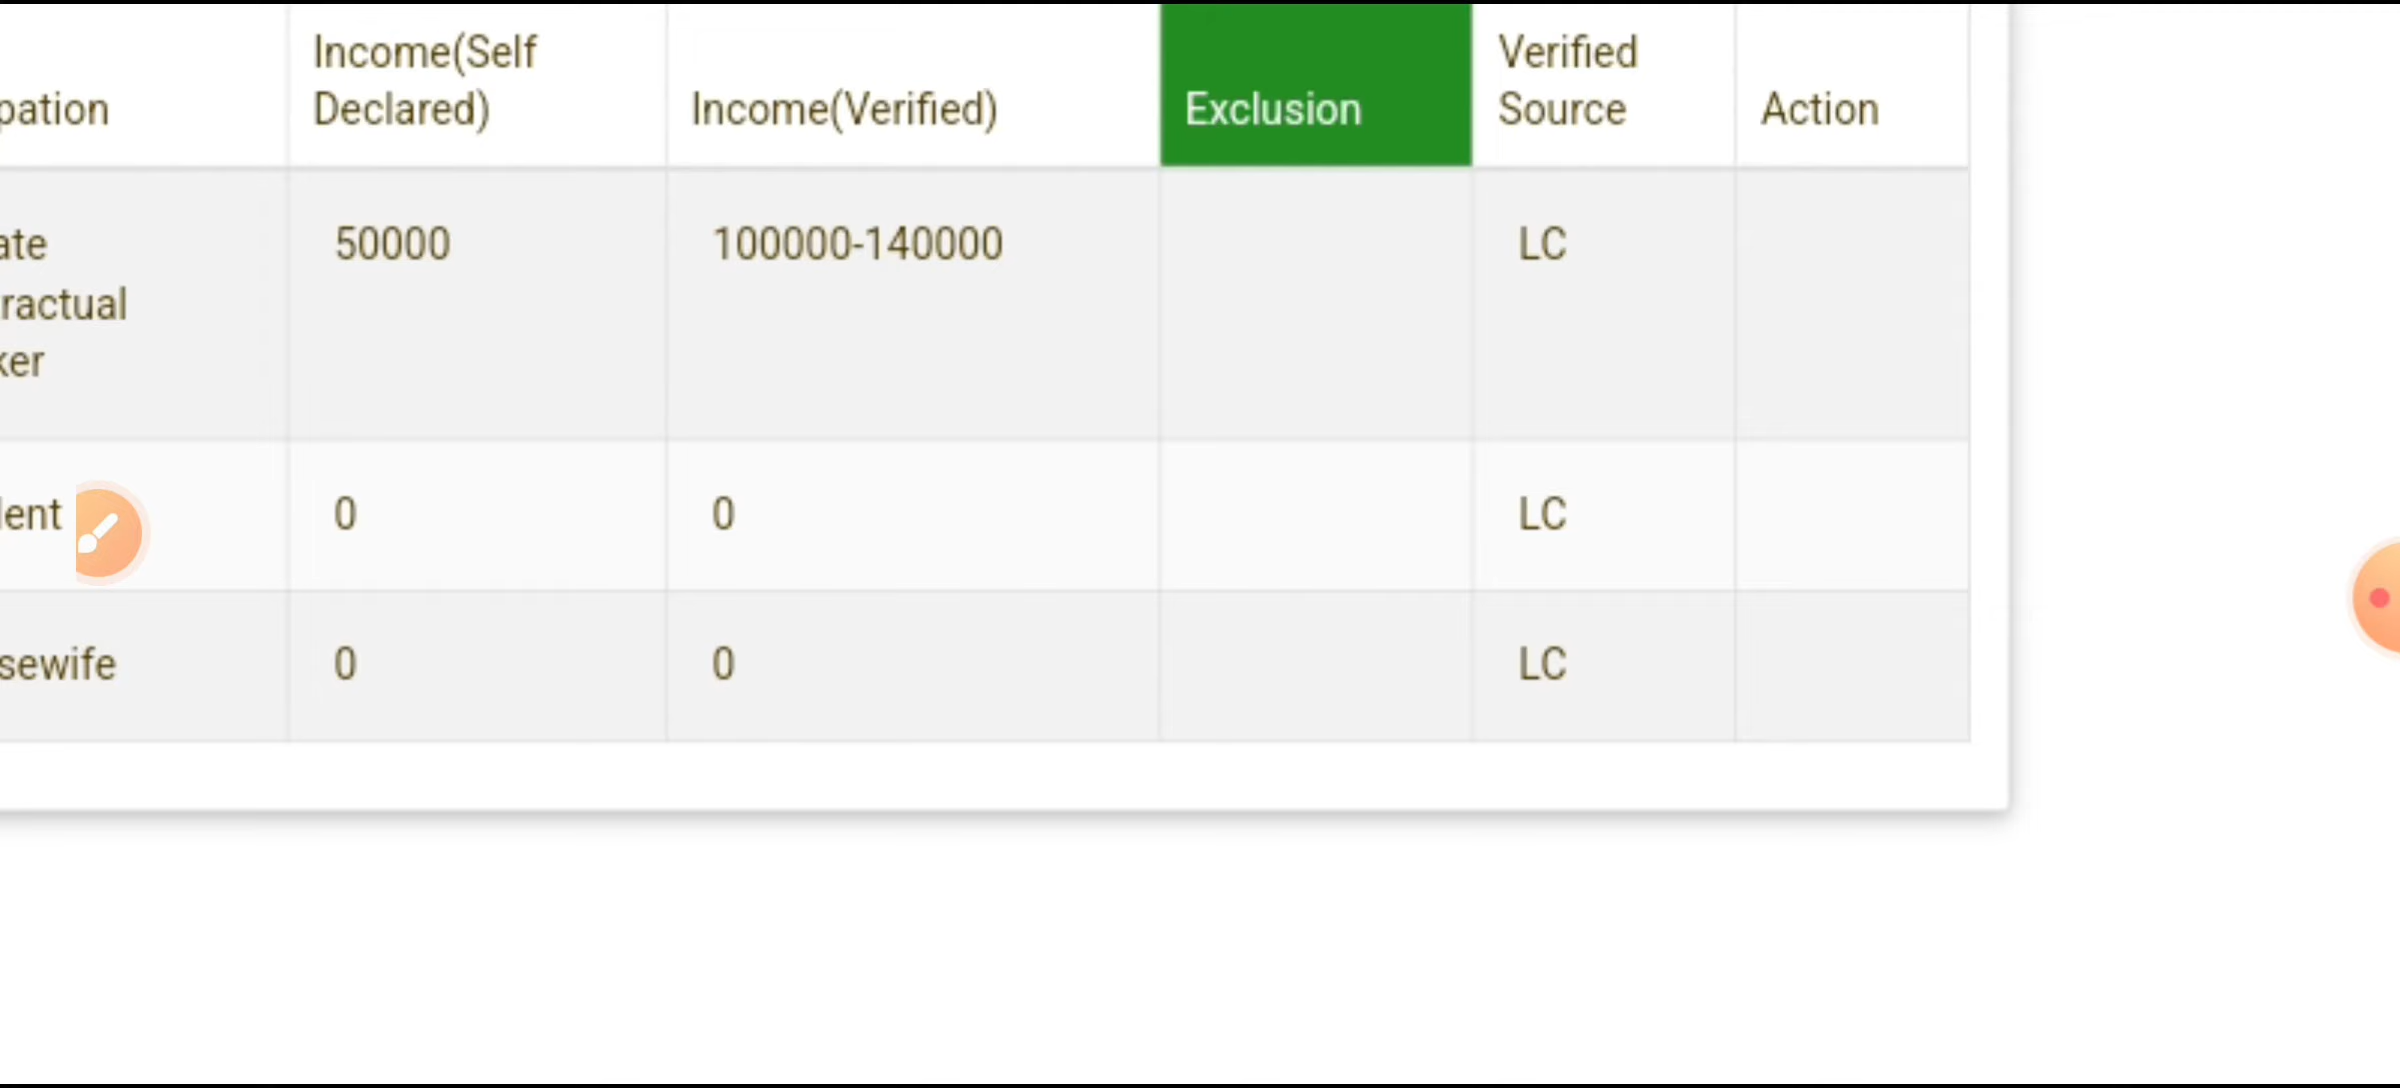 Income(Self
Declared)
Income(Verified)
Exclusion
Verified
Source
Action
pation
ate
ractual
ker
50000
100000-140000
LC
lent
0
0
LC
sewife
0
0
LC